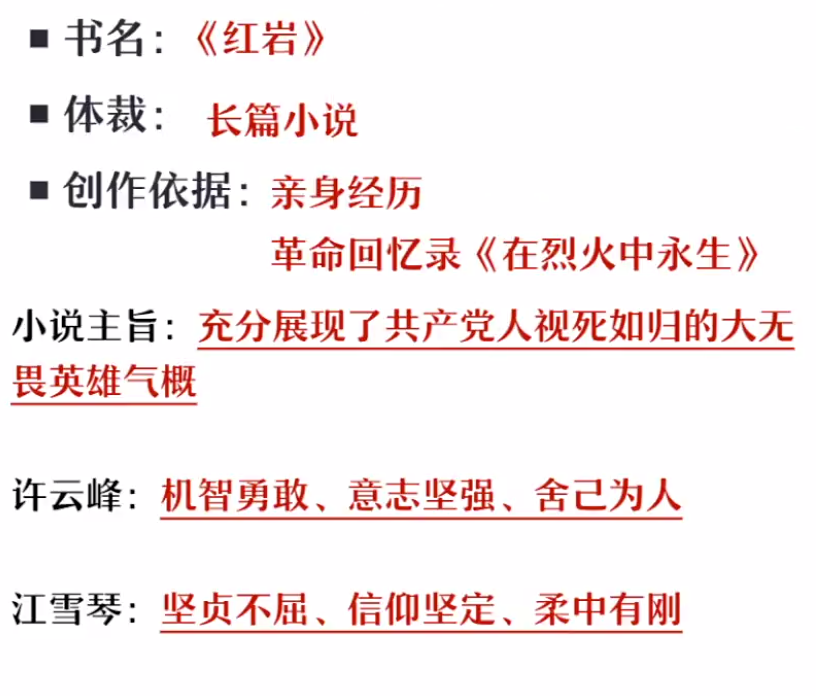 ■ 书名：《红岩》
■ 体裁： 长篇小说
■ 创作依据：亲身经历
革命回忆录《在烈火中永生》
小说主旨：充分展现了共产党人视死如归的大无
畏英雄气概
许云峰：机智勇敢、意志坚强、舍己为人
江雪琴：坚贞不屈、信仰坚定、柔中有刚